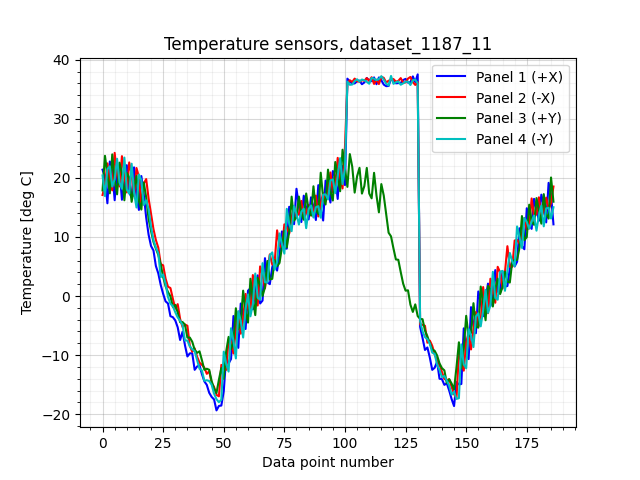 Temperature sensors, dataset_1187_11
Temperature [deg C]
40
30
20
10
0
−10
−20
Panel 1 (+X)
Panel 2 (-X)
Panel 3 (+Y)
Panel 4 (-Y)
0 25 50 75 100 125 150 175
Data point number